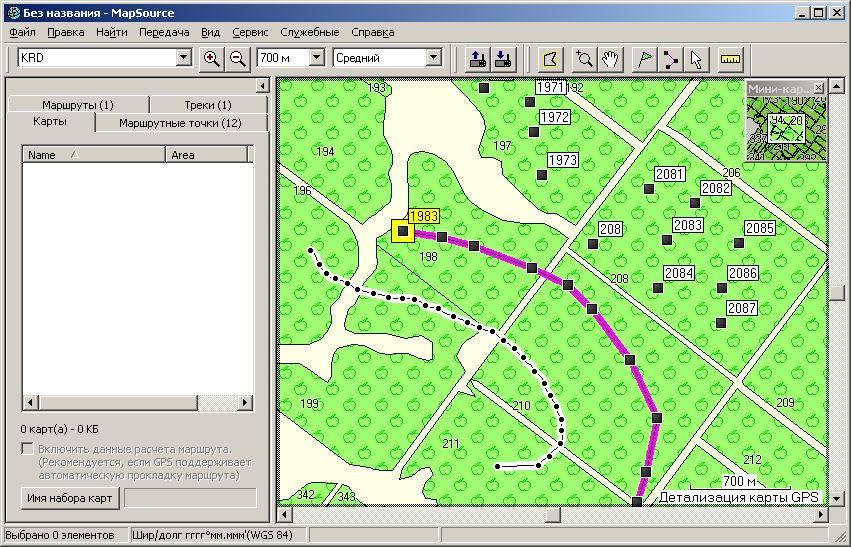 Без названия - MapSource
Файл Правка Найти Передача Вид Сервис Служебные Справка
KRD 700 м Средний
Маршруты (1) Треки (1)
Карты Маршрутные точки (12)
Name Area
0 карт(а) - 0 КБ
Включить данные расчета маршрута.
(Рекомендуется, если GPS поддерживает
автоматическую прокладку маршрута)
Имя набора карт
Мини-кар...
193
1971
192
1972
197
194
1973
2081
206
196
2082
1983
208
2083
2085
198
2084
2086
208
2087
199
210
209
211
212
342
343
700 м
Детализация карты GPS
Выбрано 0 элементов Шир/долг гггг°мм.ммм'(WGS 84)